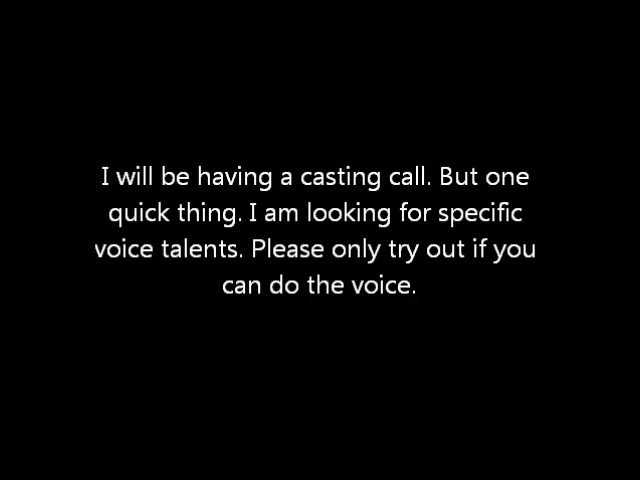 I will be having a casting call. But one
quick thing. I am looking for specific
voice talents. Please only try out if you
can do the voice.